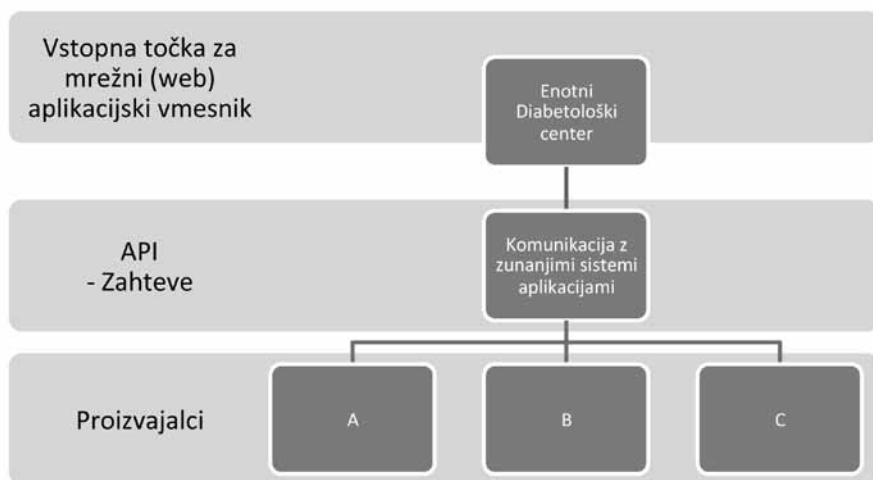 Vstopna točka za
mrežni (web)
aplikacijski vmesnik
Enotni
Diabetološki
center
API
- Zahteve
Komunikacija z
zunanjimi sistemi
aplikacijami
Proizvajalci
A
B
C